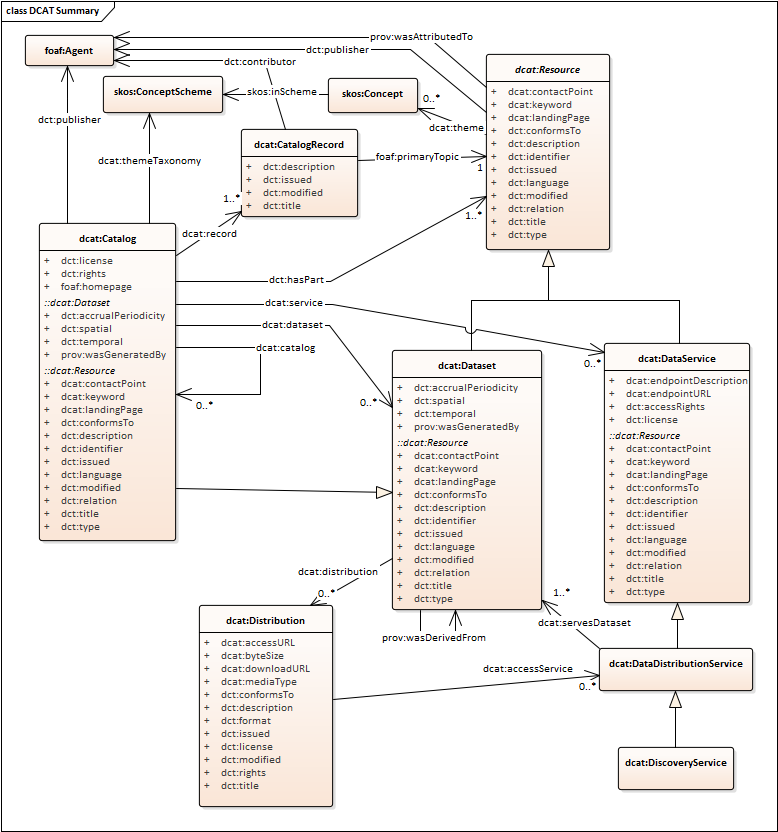 class DCAT Summary
foaf:Agent
prov:wasAttributedTo
dct:publisher
dct:contributor
skos:ConceptScheme
skos:inScheme
skos:Concept
0..*
dcat:theme
dcat:Resource
+ dcat:contactPoint
+ dcat:keyword
+ dcat:landingPage
+ dct:conformsTo
+ dct:description
+ dct:identifier
+ dct:issued
+ dct:language
+ dct:modified
+ dct:relation
+ dct:title
+ dct:type
dct:publisher
dcat:themeTaxonomy
dcat:CatalogRecord
+ dct:description
+ dct:issued
+ dct:modified
+ dct:title
foaf:primaryTopic
1
1..*
dcat:record
1..*
dct:hasPart
dcat:Catalog
+ dct:license
+ dct:rights
+ foaf:homepage
::dcat:Dataset
+ dct:accrualPeriodicity
+ dct:spatial
+ dct:temporal
+ prov:wasGeneratedBy
::dcat:Resource
+ dcat:contactPoint
+ dcat:keyword
+ dcat:landingPage
+ dct:conformsTo
+ dct:description
+ dct:identifier
+ dct:issued
+ dct:language
+ dct:modified
+ dct:relation
+ dct:title
+ dct:type
dcat:service
0..*
dcat:dataset
0..*
dcat:catalog
0..*
dcat:Dataset
+ dct:accrualPeriodicity
+ dct:spatial
+ dct:temporal
+ prov:wasGeneratedBy
::dcat:Resource
+ dcat:contactPoint
+ dcat:keyword
+ dcat:landingPage
+ dct:conformsTo
+ dct:description
+ dct:identifier
+ dct:issued
+ dct:language
+ dct:modified
+ dct:relation
+ dct:title
+ dct:type
dcat:DataService
+ dcat:endpointDescription
+ dcat:endpointURL
+ dct:accessRights
+ dct:license
::dcat:Resource
+ dcat:contactPoint
+ dcat:keyword
+ dcat:landingPage
+ dct:conformsTo
+ dct:description
+ dct:identifier
+ dct:issued
+ dct:language
+ dct:modified
+ dct:relation
+ dct:title
+ dct:type
dcat:distribution
0..*
prov:wasDerivedFrom
1..*
dcat:servesDataset
dcat:Distribution
+ dcat:accessURL
+ dcat:byteSize
+ dcat:downloadURL
+ dcat:mediaType
+ dct:conformsTo
+ dct:description
+ dct:format
+ dct:issued
+ dct:license
+ dct:modified
+ dct:rights
+ dct:title
dcat:accessService
0..*
dcat:DataDistributionService
dcat:DiscoveryService